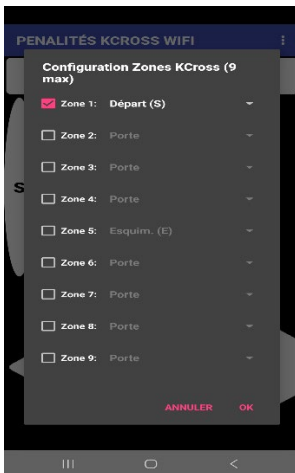 PENALITÉS KCROSS WIFI
Configuration Zones KCross (9
max)
Zone 1: Départ (S)
Zone 2: Porte
Zone 3: Porte
S
Zone 4: Porte
Zone 5: Esquim. (E)
Zone 6: Porte
Zone 7: Porte
Zone 8: Porte
Zone 9: Porte
ANNULER OK